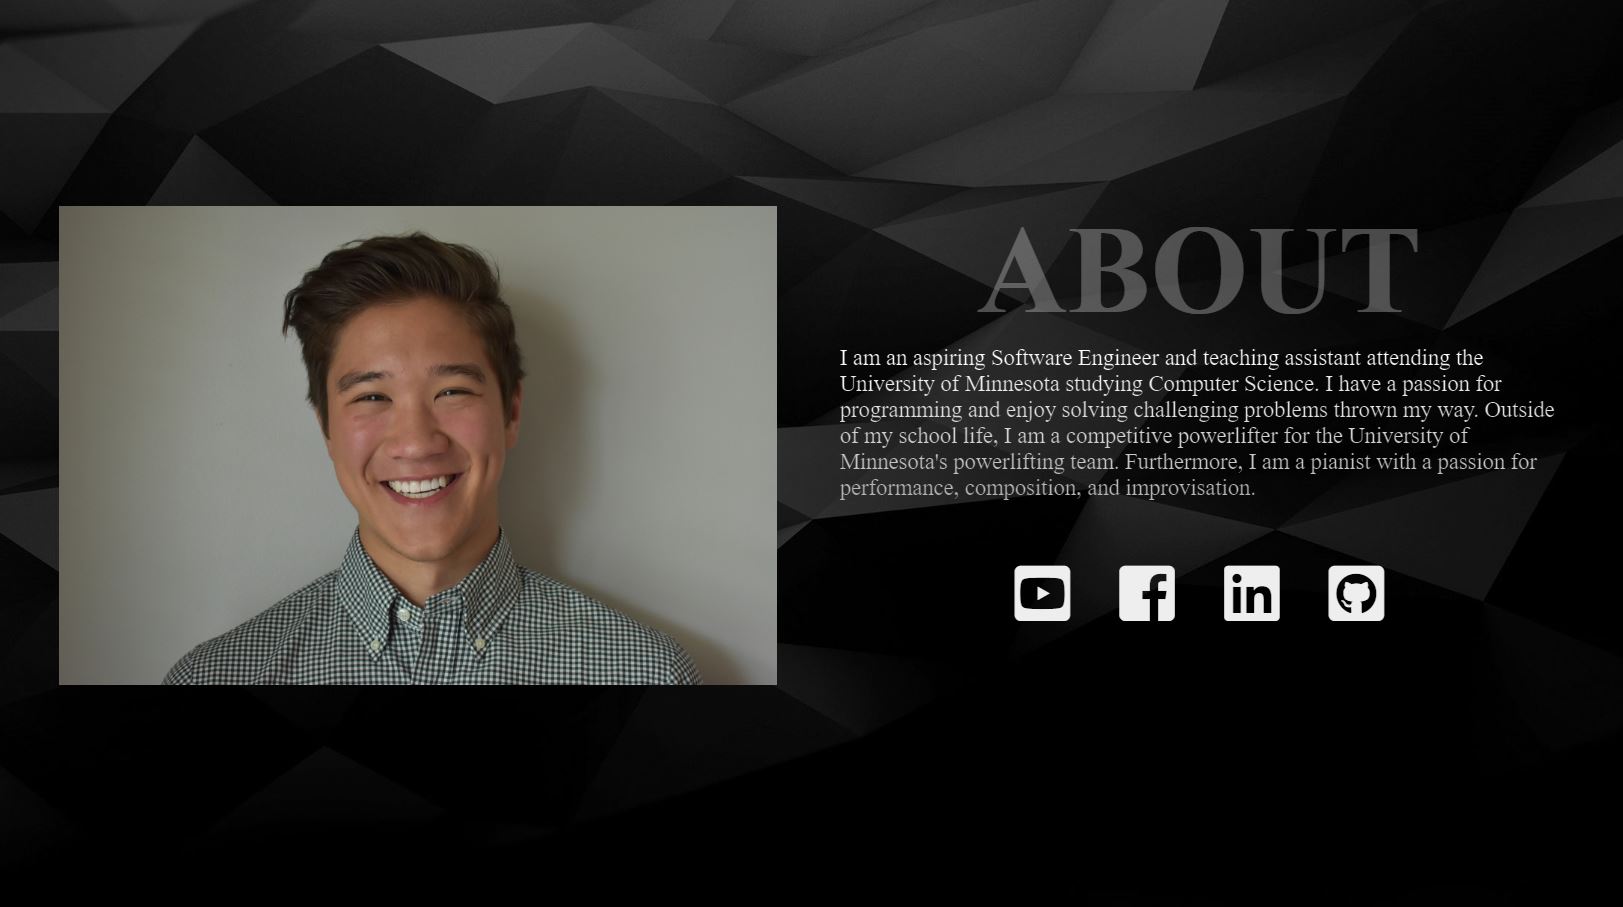 ABOUT
I am an aspiring Software Engineer and teaching assistant attending the
University of Minnesota studying Computer Science. I have a passion for
programming and enjoy solving challenging problems thrown my way. Outside
of my school life, I am a competitive powerlifter for the University of
Minnesota's powerlifting team. Furthermore, I am a pianist with a passion for
performance, composition, and improvisation.
f in